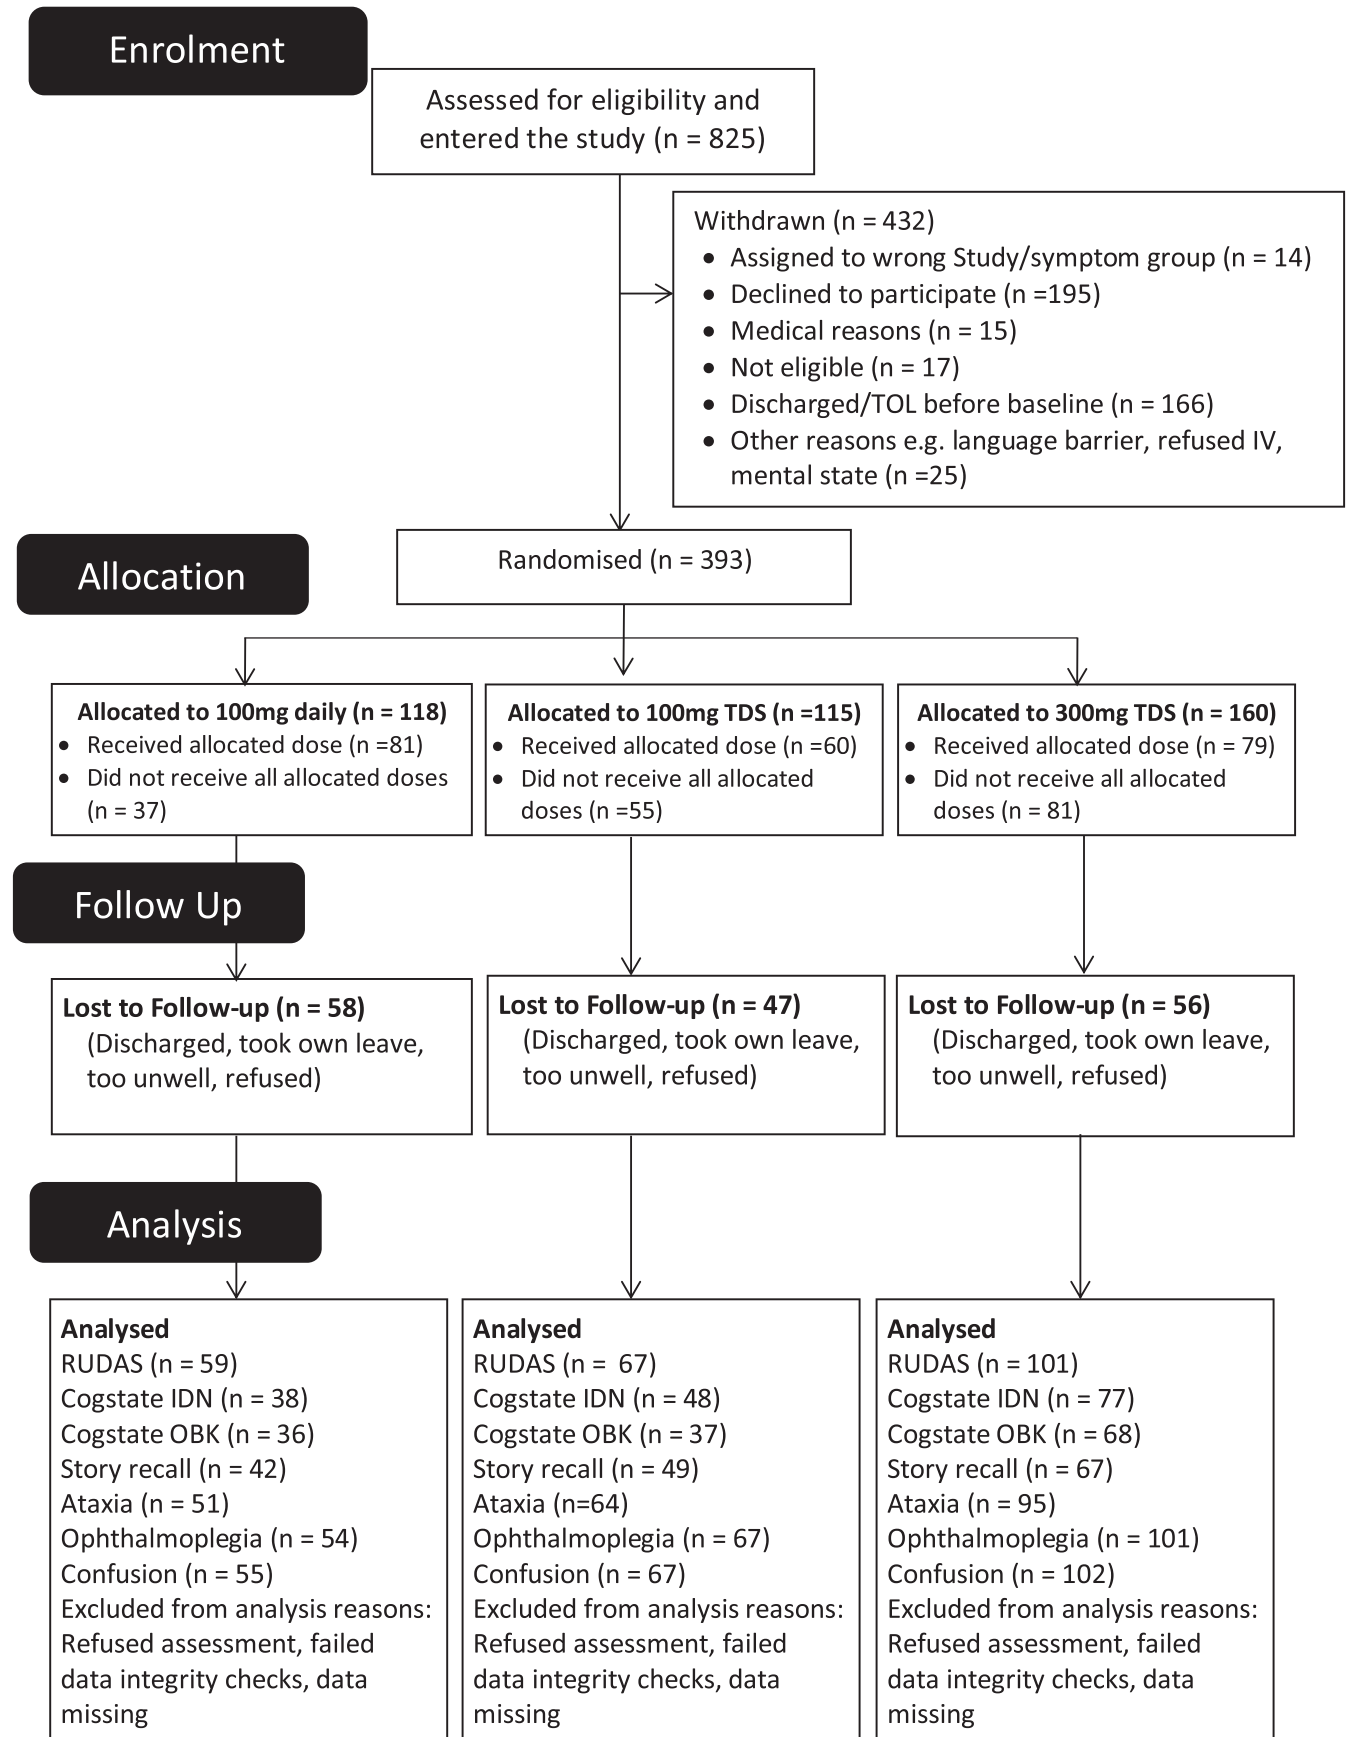 Enrolment
Assessed for eligibility and
entered the study (n = 825)
Withdrawn (n = 432)
• Assigned to wrong Study/symptom group (n = 14)
• Declined to participate (n =195)
• Medical reasons (n = 15)
• Not eligible (n = 17)
• Discharged/TOL before baseline (n = 166)
• Other reasons e.g. language barrier, refused IV,
mental state (n =25)
Randomised (n = 393)
Allocation
Allocated to 100mg daily (n = 118)
• Received allocated dose (n =81)
• Did not receive all allocated doses
(n = 37)
Allocated to 100mg TDS (n =115)
• Received allocated dose (n =60)
• Did not receive all allocated
doses (n =55)
Allocated to 300mg TDS (n = 160)
• Received allocated dose (n = 79)
• Did not receive all allocated
doses (n = 81)
Follow Up
Lost to Follow-up (n = 58)
(Discharged, took own leave,
too unwell, refused)
Lost to Follow-up (n = 47)
(Discharged, took own leave,
too unwell, refused)
Lost to Follow-up (n = 56)
(Discharged, took own leave,
too unwell, refused)
Analysis
Analysed
RUDAS (n = 59)
Cogstate IDN (n = 38)
Cogstate OBK (n = 36)
Story recall (n = 42)
Ataxia (n = 51)
Ophthalmoplegia (n = 54)
Confusion (n = 55)
Excluded from analysis reasons:
Refused assessment, failed
data integrity checks, data
missing
Analysed
RUDAS (n =  67)
Cogstate IDN (n = 48)
Cogstate OBK (n = 37)
Story recall (n = 49)
Ataxia (n=64)
Ophthalmoplegia (n = 67)
Confusion (n = 67)
Excluded from analysis reasons:
Refused assessment, failed
data integrity checks, data
missing
Analysed
RUDAS (n = 101)
Cogstate IDN (n = 77)
Cogstate OBK (n = 68)
Story recall (n = 67)
Ataxia (n = 95)
Ophthalmoplegia (n = 101)
Confusion (n = 102)
Excluded from analysis reasons:
Refused assessment, failed
data integrity checks, data
missing